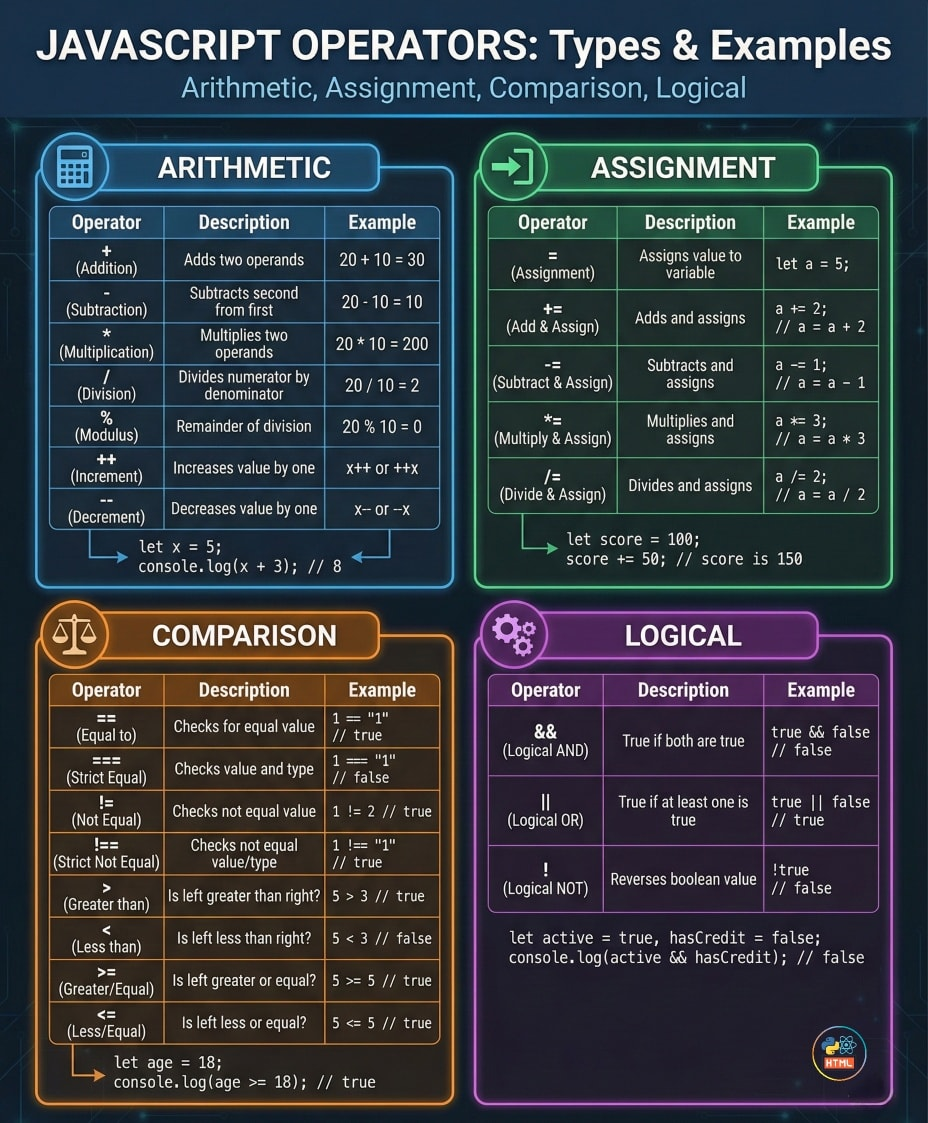 JAVASCRIPT OPERATORS: Types & Examples
Arithmetic, Assignment, Comparison, Logical
ARITHMETIC
Operator Description Example
+
(Addition)
Adds two operands
20 + 10 = 30
-
(Subtraction)
Subtracts second
from first
20 - 10 = 10
*
(Multiplication)
Multiplies two
operands
20 * 10 = 200
/
(Division)
Divides numerator by
denominator
20 / 10 = 2
%
(Modulus)
Remainder of division
20 % 10 = 0
++
(Increment)
Increases value by one
x++ or ++x
--
(Decrement)
Decreases value by one
x-- or --x
let x = 5;
console.log(x + 3); // 8
ASSIGNMENT
Operator Description Example
=
(Assignment)
Assigns value to
variable
let a = 5;
+=
(Add & Assign)
Adds and assigns
a += 2;
// a = a + 2
-=
(Subtract & Assign)
Subtracts and
assigns
a -= 1;
// a = a - 1
*=
(Multiply & Assign)
Multiplies and
assigns
a *= 3;
// a = a * 3
/=
(Divide & Assign)
Divides and assigns
a /= 2;
// a = a / 2
let score = 100;
score += 50; // score is 150
COMPARISON
Operator Description Example
==
(Equal to)
Checks for equal value
1 == "1"
// true
===
(Strict Equal)
Checks value and type
1 === "1"
// false
!=
(Not Equal)
Checks not equal value
1 != 2 // true
!==
(Strict Not Equal)
Checks not equal
value/type
1 !== "1"
// true
>
(Greater than)
Is left greater than right?
5 > 3 // true
<
(Less than)
Is left less than right?
5 < 3 // false
>=
(Greater/Equal)
Is left greater or equal?
5 >= 5 // true
<=
(Less/Equal)
Is left less or equal?
5 <= 5 // true
let age = 18;
console.log(age >= 18); // true
LOGICAL
Operator Description Example
&&
(Logical AND)
True if both are true
true && false
// false
||
(Logical OR)
True if at least one is
true
true || false
// true
!
(Logical NOT)
Reverses boolean value
!true
// false
let active = true, hasCredit = false;
console.log(active && hasCredit); // false
HTML